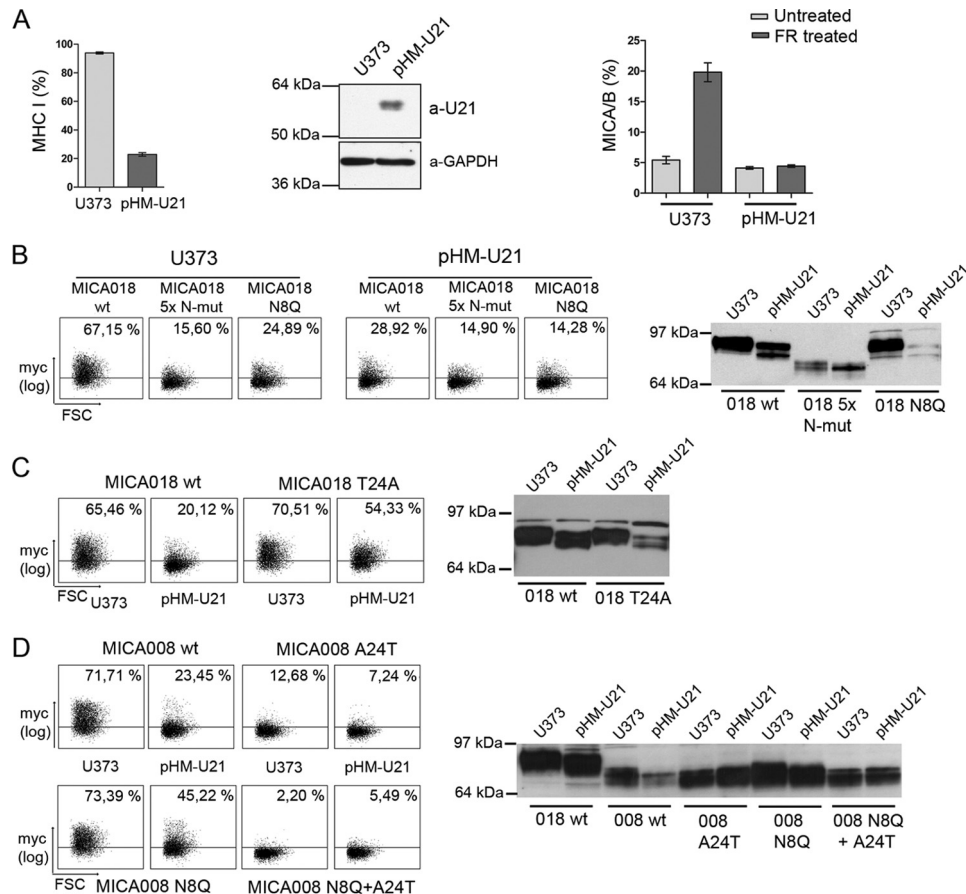 A
MHC I (%)
100
80
60
40
20
0
U373
pHM-U21
U373
pHM-U21
64 kDa
50 kDa
36 kDa
a-U21
a-GAPDH
Untreated
FR treated
MICA/B (%)
25
20
15
10
5
0
U373
pHM-U21
B
U373
pHM-U21
MICA018 wt
MICA018 5x N-mut
MICA018 N8Q
MICA018 wt
MICA018 5x N-mut
MICA018 N8Q
67,15 %
15,60 %
24,89 %
28,92 %
14,90 %
14,28 %
myc (log)
FSC
U373
pHM-U21
U373
pHM-U21
U373
pHM-U21
97 kDa
64 kDa
018 wt
018 5x N-mut
018 N8Q
C
MICA018 wt
MICA018 T24A
65,46 %
20,12 %
70,51 %
54,33 %
myc (log)
FSC
U373
pHM-U21
U373
pHM-U21
U373
pHM-U21
U373
pHM-U21
97 kDa
64 kDa
018 wt
018 T24A
D
MICA008 wt
MICA008 A24T
71,71 %
23,45 %
12,68 %
7,24 %
myc (log)
U373
pHM-U21
U373
pHM-U21
73,39 %
45,22 %
2,20 %
5,49 %
myc (log)
FSC
MICA008 N8Q
MICA008 N8Q+A24T
U373
pHM-U21
U373
pHM-U21
U373
pHM-U21
U373
pHM-U21
U373
pHM-U21
97 kDa
64 kDa
018 wt
008 wt
008 A24T
008 N8Q
008 N8Q + A24T